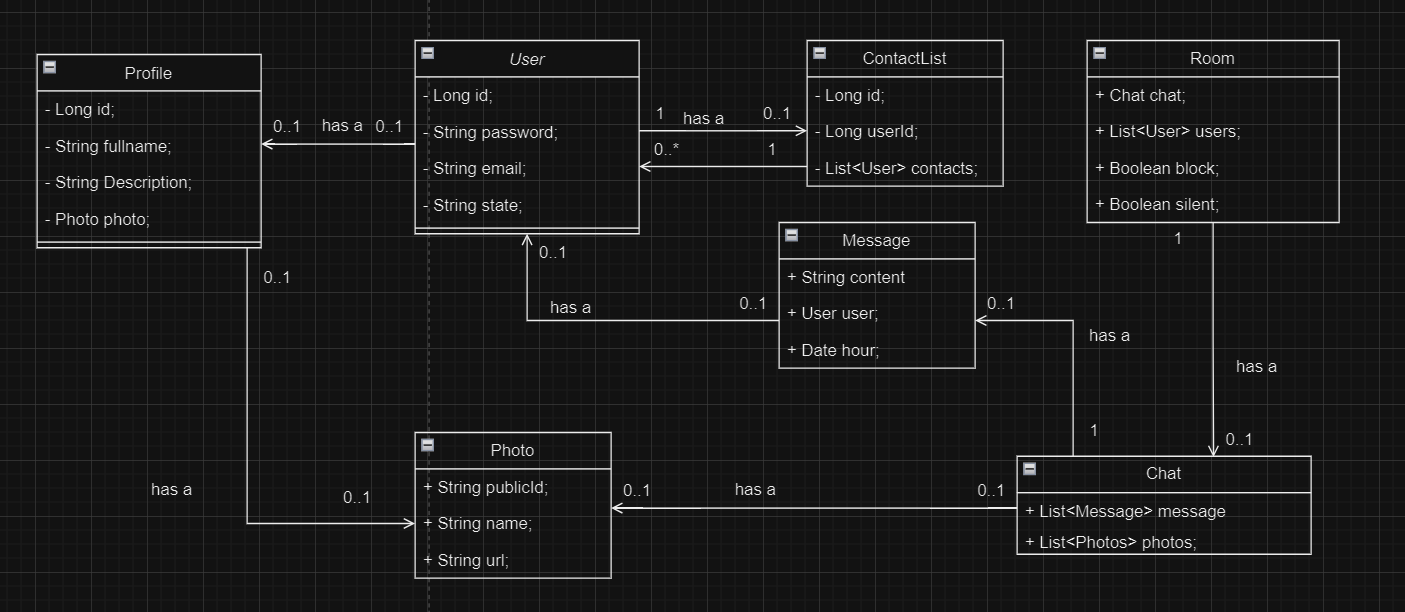 Profile
- Long id;
- String fullname;
- String Description;
- Photo photo;
0..1
has a
0..1
User
- Long id;
- String password;
- String email;
- String state;
1
has a
0..1
0..*
1
ContactList
- Long id;
- Long userId;
- List<User> contacts;
Room
+ Chat chat;
+ List<User> users;
+ Boolean block;
+ Boolean silent;
0..1
has a
0..1
Message
+ String content
+ User user;
+ Date hour;
0..1
has a
1
1
has a
0..1
0..1
has a
0..1
Photo
+ String publicId;
+ String name;
+ String url;
0..1
has a
0..1
Chat
+ List<Message> message
+ List<Photos> photos;